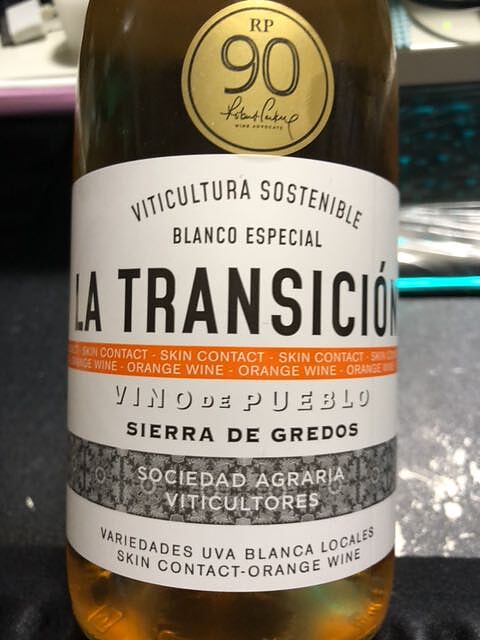 RP
90
Robert Parker
WINE ADVOCATE
VITICULTURA SOSTENIBLE
BLANCO ESPECIAL
LA TRANSICIÓN
SKIN CONTACT - SKIN CONTACT - SKIN CONTACT - SKIN
ORANGE WINE - ORANGE WINE - ORANGE WINE - ORANGE WINE
VINO DE PUEBLO
SIERRA DE GREDOS
SOCIEDAD AGRARIA
VITICULTORES
VARIEDADES UVA BLANCA LOCALES
SKIN CONTACT-ORANGE WINE